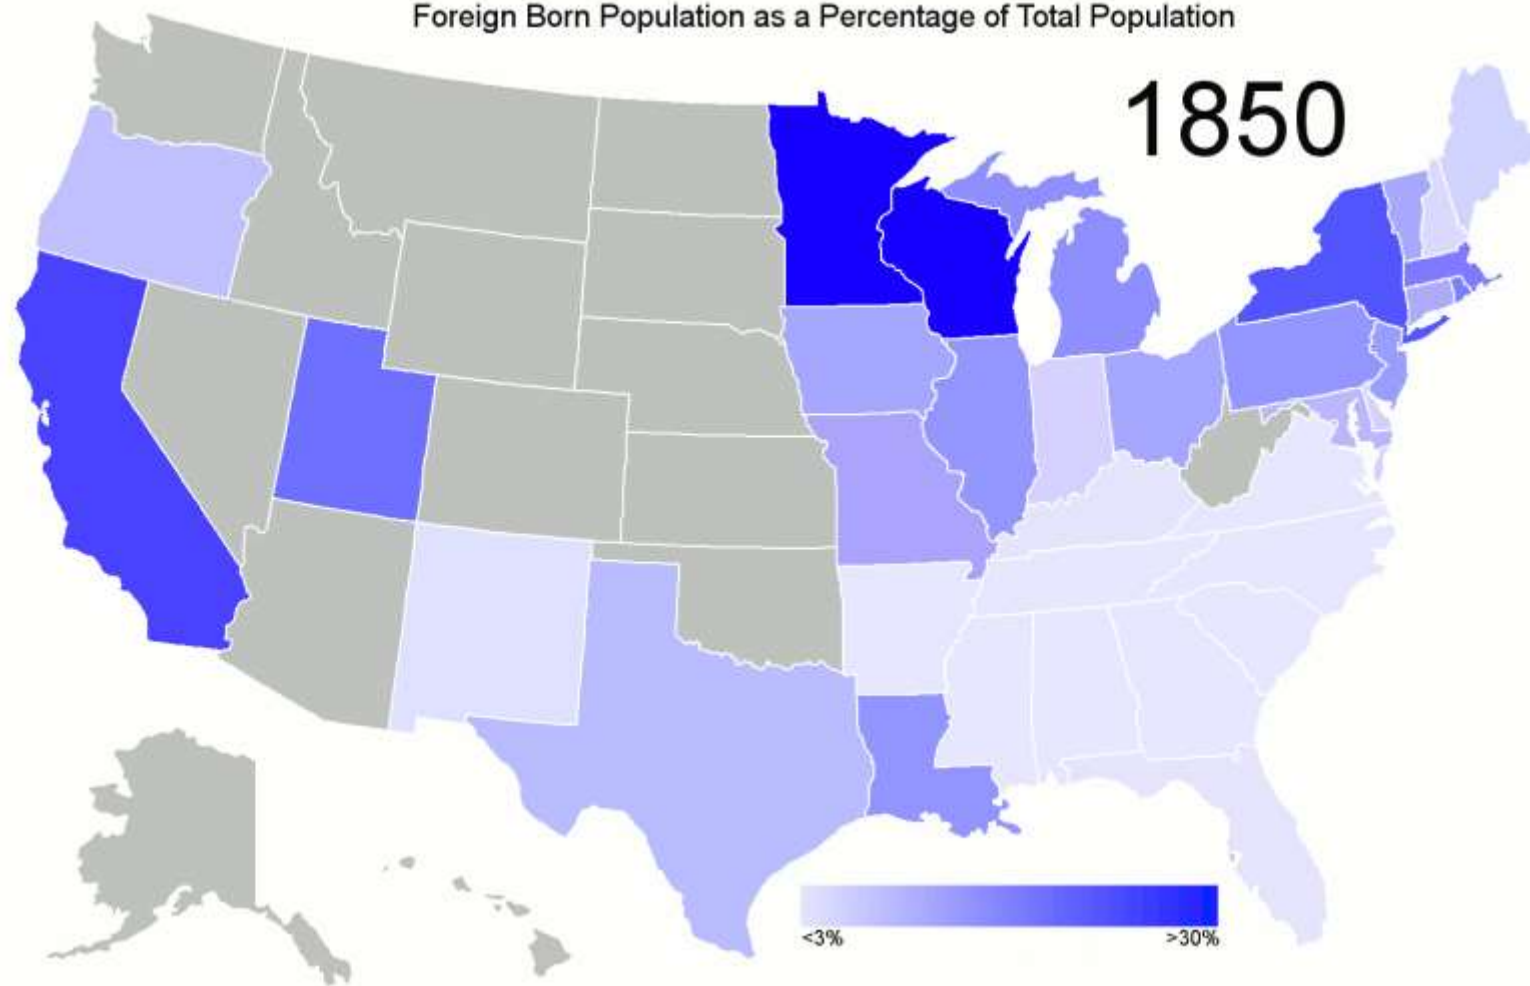 Foreign Born Population as a Percentage of Total Population
1850
<3% >30%